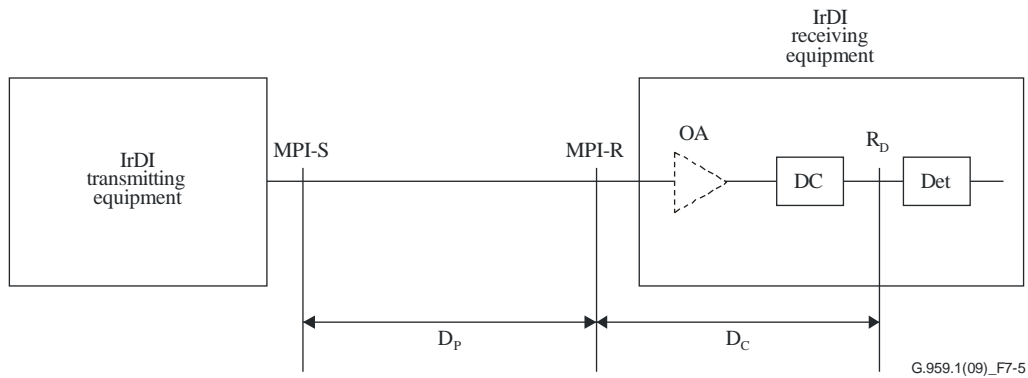 IrDI
receiving
equipment
IrDI
transmitting
equipment
MPI-S
MPI-R
OA
DC
R_D
Det
D_P
D_C
G.959.1(09)_F7-5